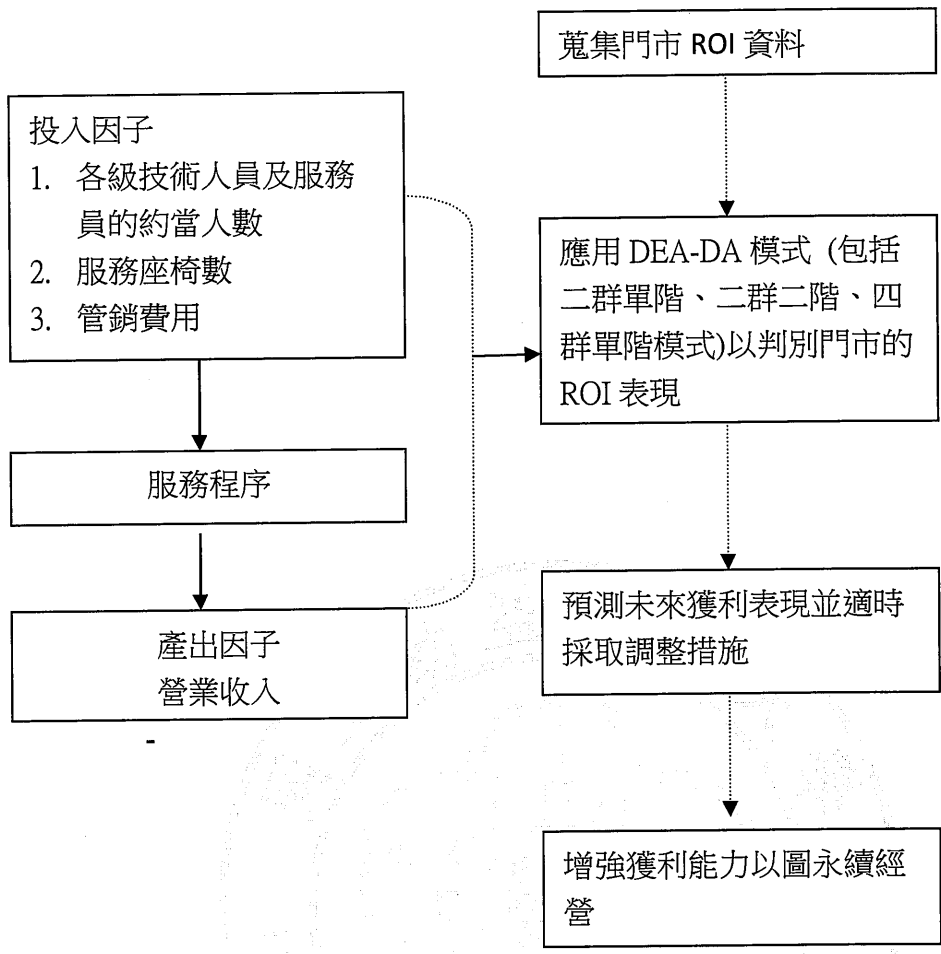 蒐集門市 ROI 資料
投入因子
1. 各級技術人員及服務
員的約當人數
2. 服務座椅數
3. 管銷費用
服務程序
產出因子
營業收入
應用 DEA-DA 模式 (包括
二群單階、二群二階、四
群單階模式)以判別門市的
ROI 表現
預測未來獲利表現並適時
採取調整措施
增強獲利能力以圖永續經
營